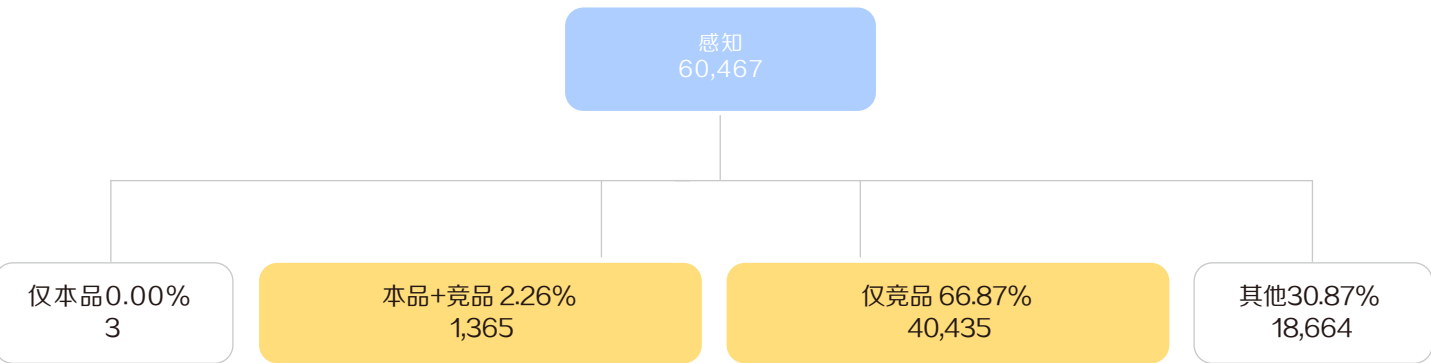 感知
60,467
仅本品0.00%
3
本品+竞品 2.26%
1,365
仅竞品 66.87%
40,435
其他30.87%
18,664